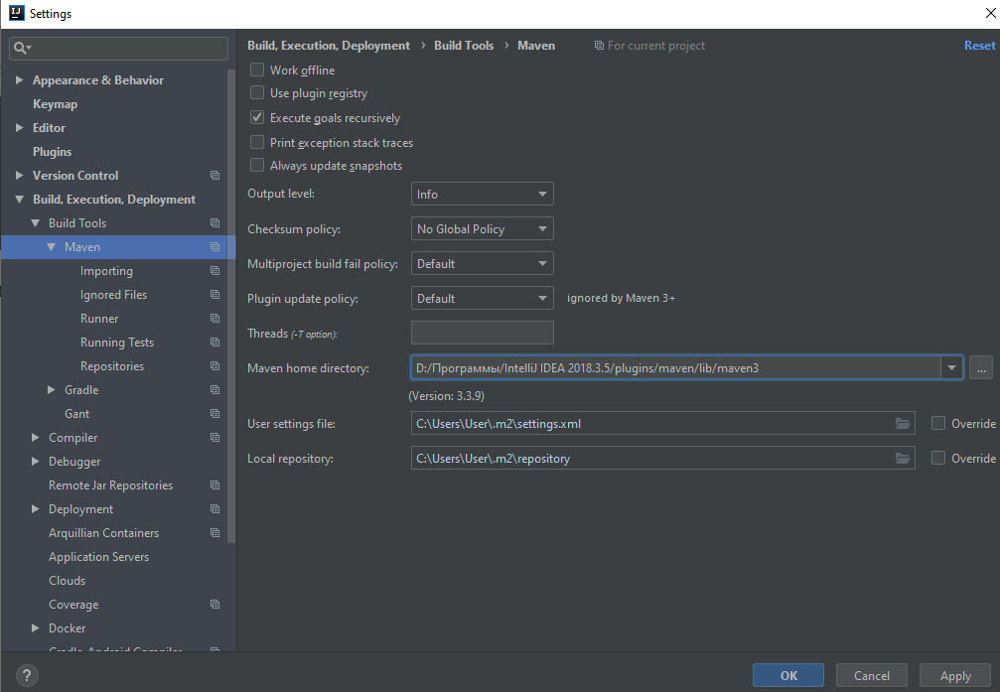 IJ Settings
Build, Execution, Deployment › Build Tools › Maven For current project Reset
Appearance & Behavior
Keymap
Editor
Plugins
Version Control
Build, Execution, Deployment
Build Tools
Maven
Importing
Ignored Files
Runner
Running Tests
Repositories
Gradle
Gant
Compiler
Debugger
Remote Jar Repositories
Deployment
Arquillian Containers
Application Servers
Clouds
Coverage
Docker
Gradle-Android Compiler
Work offline
Use plugin registry
Execute goals recursively
Print exception stack traces
Always update snapshots
Output level: Info
Checksum policy: No Global Policy
Multiproject build fail policy: Default
Plugin update policy: Default ignored by Maven 3+
Threads (-T option):
Maven home directory: D:/Программы/IntelliJ IDEA 2018.3.5/plugins/maven/lib/maven3 ...
(Version: 3.3.9)
User settings file: C:\Users\User\.m2\settings.xml Override
Local repository: C:\Users\User\.m2\repository Override
? OK Cancel Apply